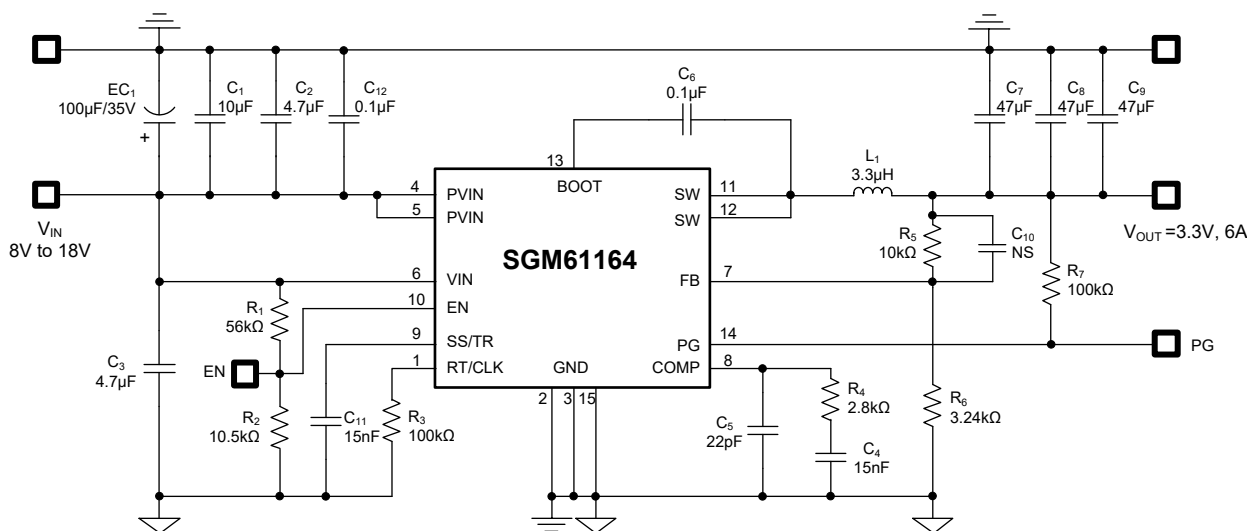 EC1
100µF/35V
C1
10µF
C2
4.7µF
C12
0.1µF
C6
0.1µF
C7
47µF
C8
47µF
C9
47µF
+
13
BOOT
L1
3.3µH
VIN
8V to 18V
4
PVIN
5
PVIN
SW
11
SW
12
VOUT =3.3V, 6A
SGM61164
R5
10kΩ
C10
NS
6
VIN
FB
7
R7
100kΩ
R1
56kΩ
10
EN
9
SS/TR
PG
14
PG
C3
4.7µF
EN
1
RT/CLK
GND
COMP
8
2
3
15
R2
10.5kΩ
C11
15nF
R3
100kΩ
C5
22pF
R4
2.8kΩ
C4
15nF
R6
3.24kΩ